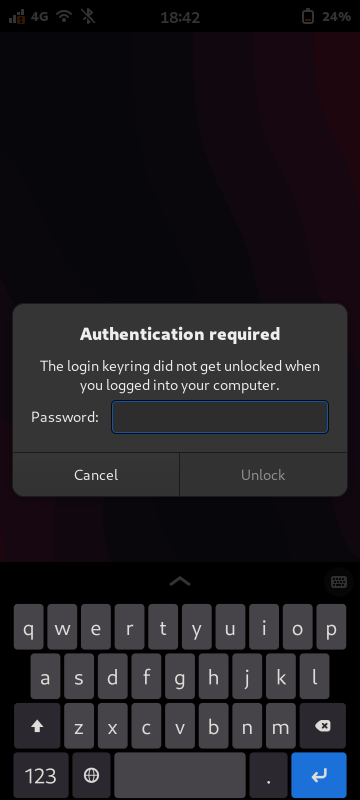 4G 18:42 24%
Authentication required
The login keyring did not get unlocked when
you logged into your computer.
Password:
Cancel Unlock
q w e r t y u i o p
a s d f g h j k l
z x c v b n m
123 .